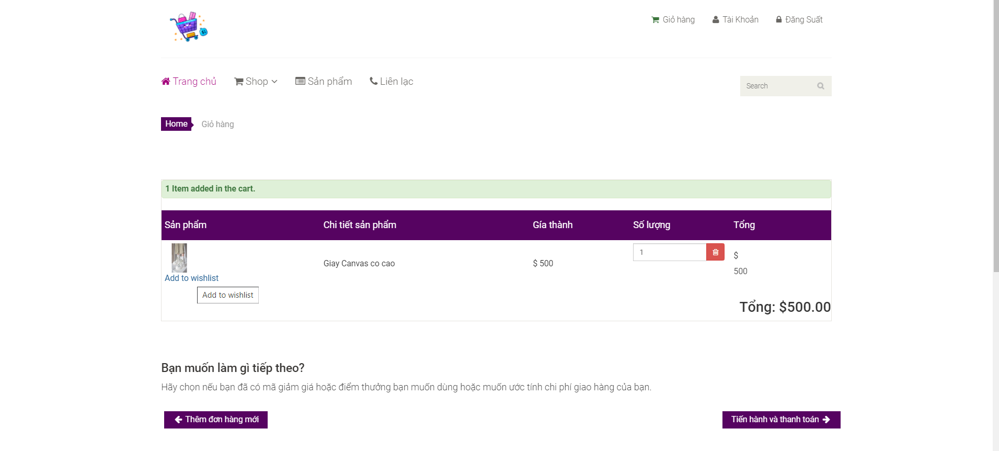 Giỏ hàng Tài Khoản Đăng Suất
Trang chủ Shop Sản phẩm Liên lạc
Search
Home Giỏ hàng
1 Item added in the cart.
Sản phẩm Chi tiết sản phẩm Gía thành Số lượng Tổng
Giay Canvas co cao $ 500 1 $
500
Add to wishlist
Add to wishlist
Tổng: $500.00
Bạn muốn làm gì tiếp theo?
Hãy chọn nếu bạn đã có mã giảm giá hoặc điểm thưởng bạn muốn dùng hoặc muốn ước tính chi phí giao hàng của bạn.
Thêm đơn hàng mới
Tiến hành và thanh toán